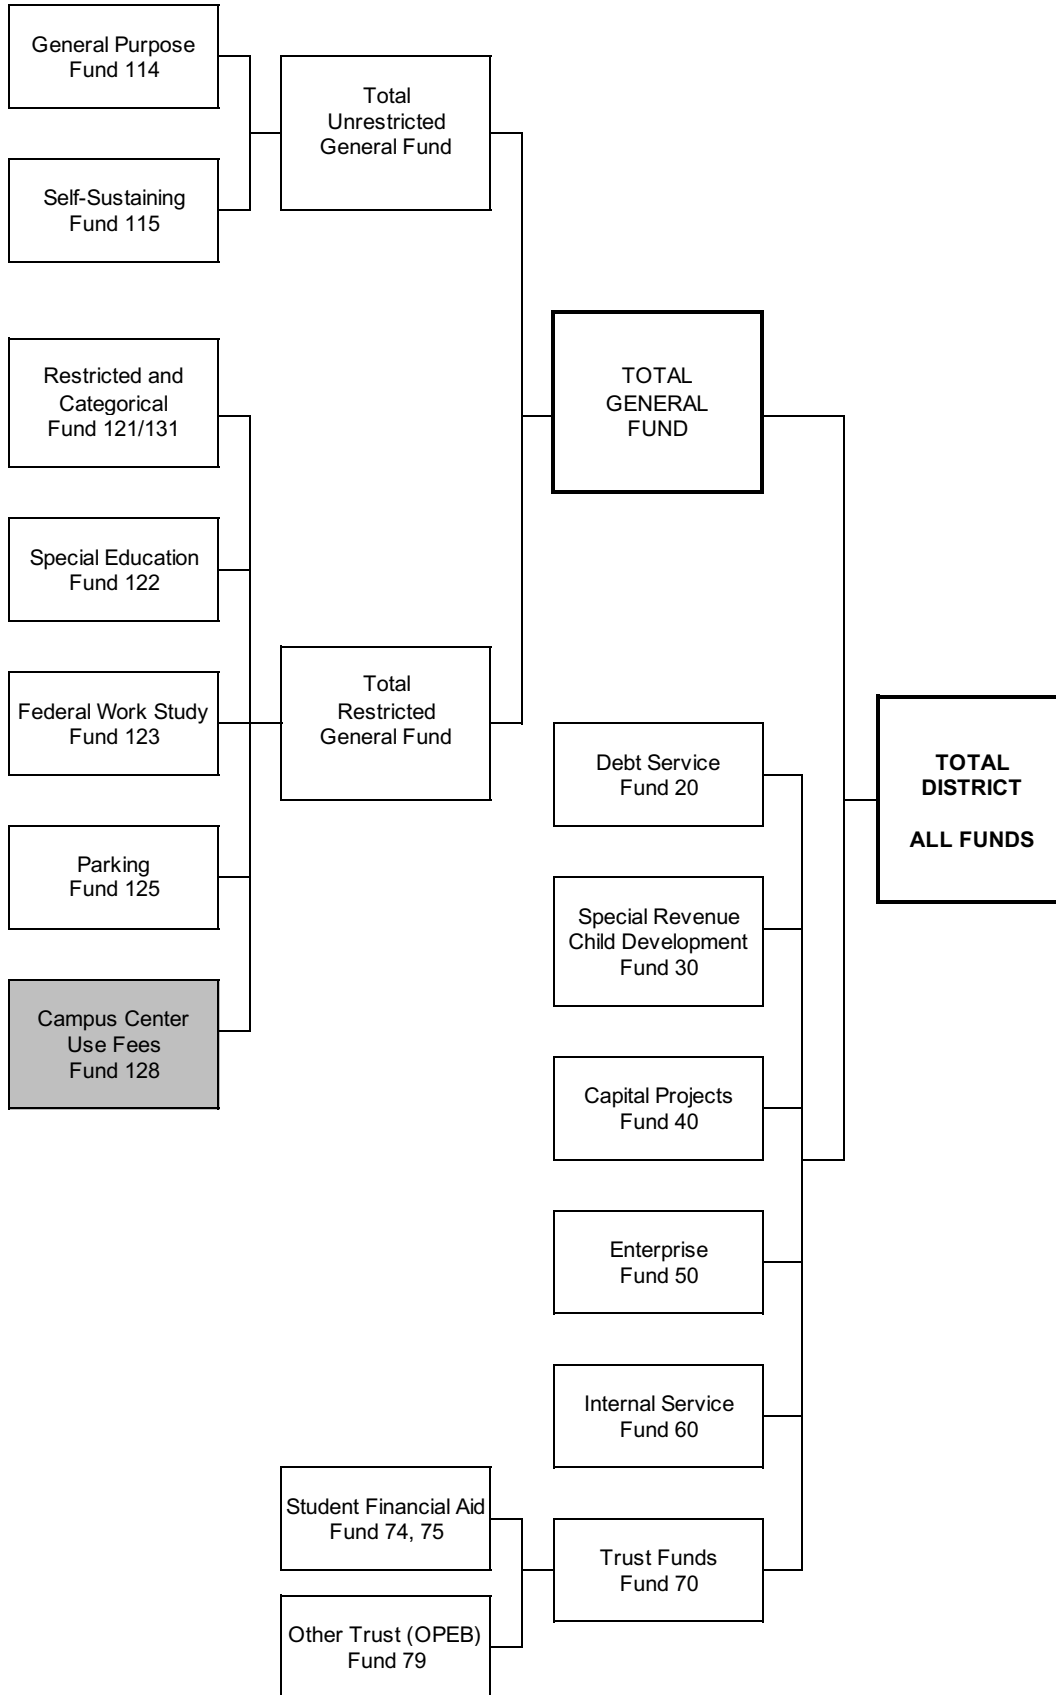 General Purpose
Fund 114
Self-Sustaining
Fund 115
Total
Unrestricted
General Fund
Restricted and
Categorical
Fund 121/131
Special Education
Fund 122
Federal Work Study
Fund 123
Parking
Fund 125
Campus Center
Use Fees
Fund 128
Total
Restricted
General Fund
TOTAL
GENERAL
FUND
Debt Service
Fund 20
Special Revenue
Child Development
Fund 30
Capital Projects
Fund 40
Enterprise
Fund 50
Internal Service
Fund 60
Student Financial Aid
Fund 74, 75
Other Trust (OPEB)
Fund 79
Trust Funds
Fund 70
TOTAL
DISTRICT
ALL FUNDS